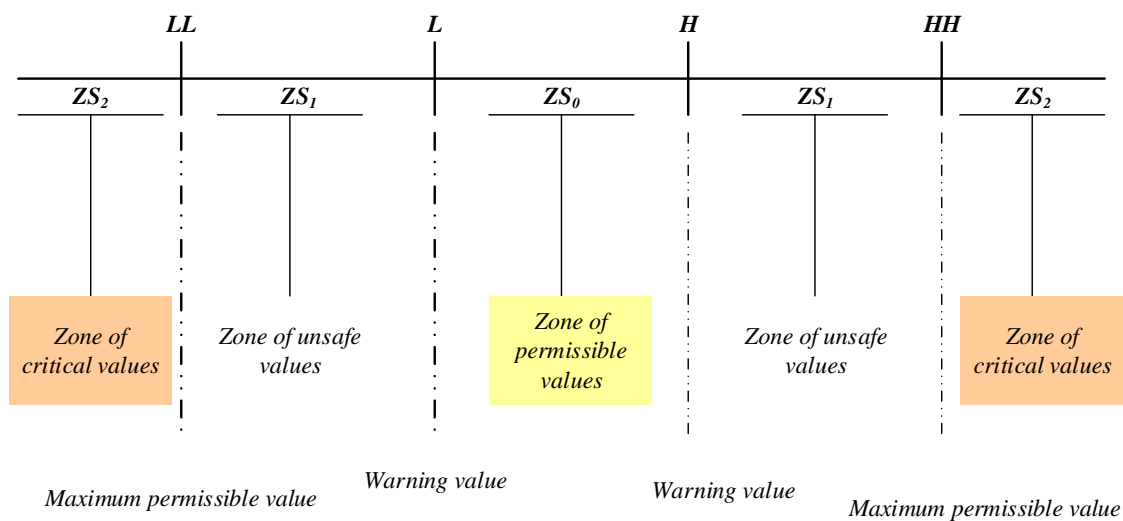 LL L H HH
ZS2 ZS1 ZS0 ZS1 ZS2
Zone of
critical values
Zone of unsafe
values
Zone of
permissible
values
Zone of unsafe
values
Zone of
critical values
Maximum permissible value
Warning value
Warning value
Maximum permissible value